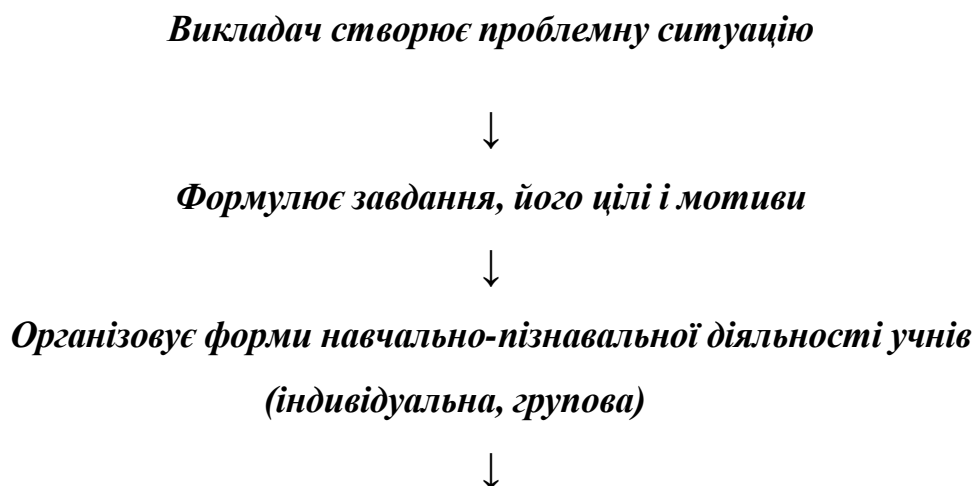 Викладач створює проблемну ситуацію
↓
Формулює завдання, його цілі і мотиви
↓
Організовує форми навчально-пізнавальної діяльності учнів
(індивідуальна, групова)
↓